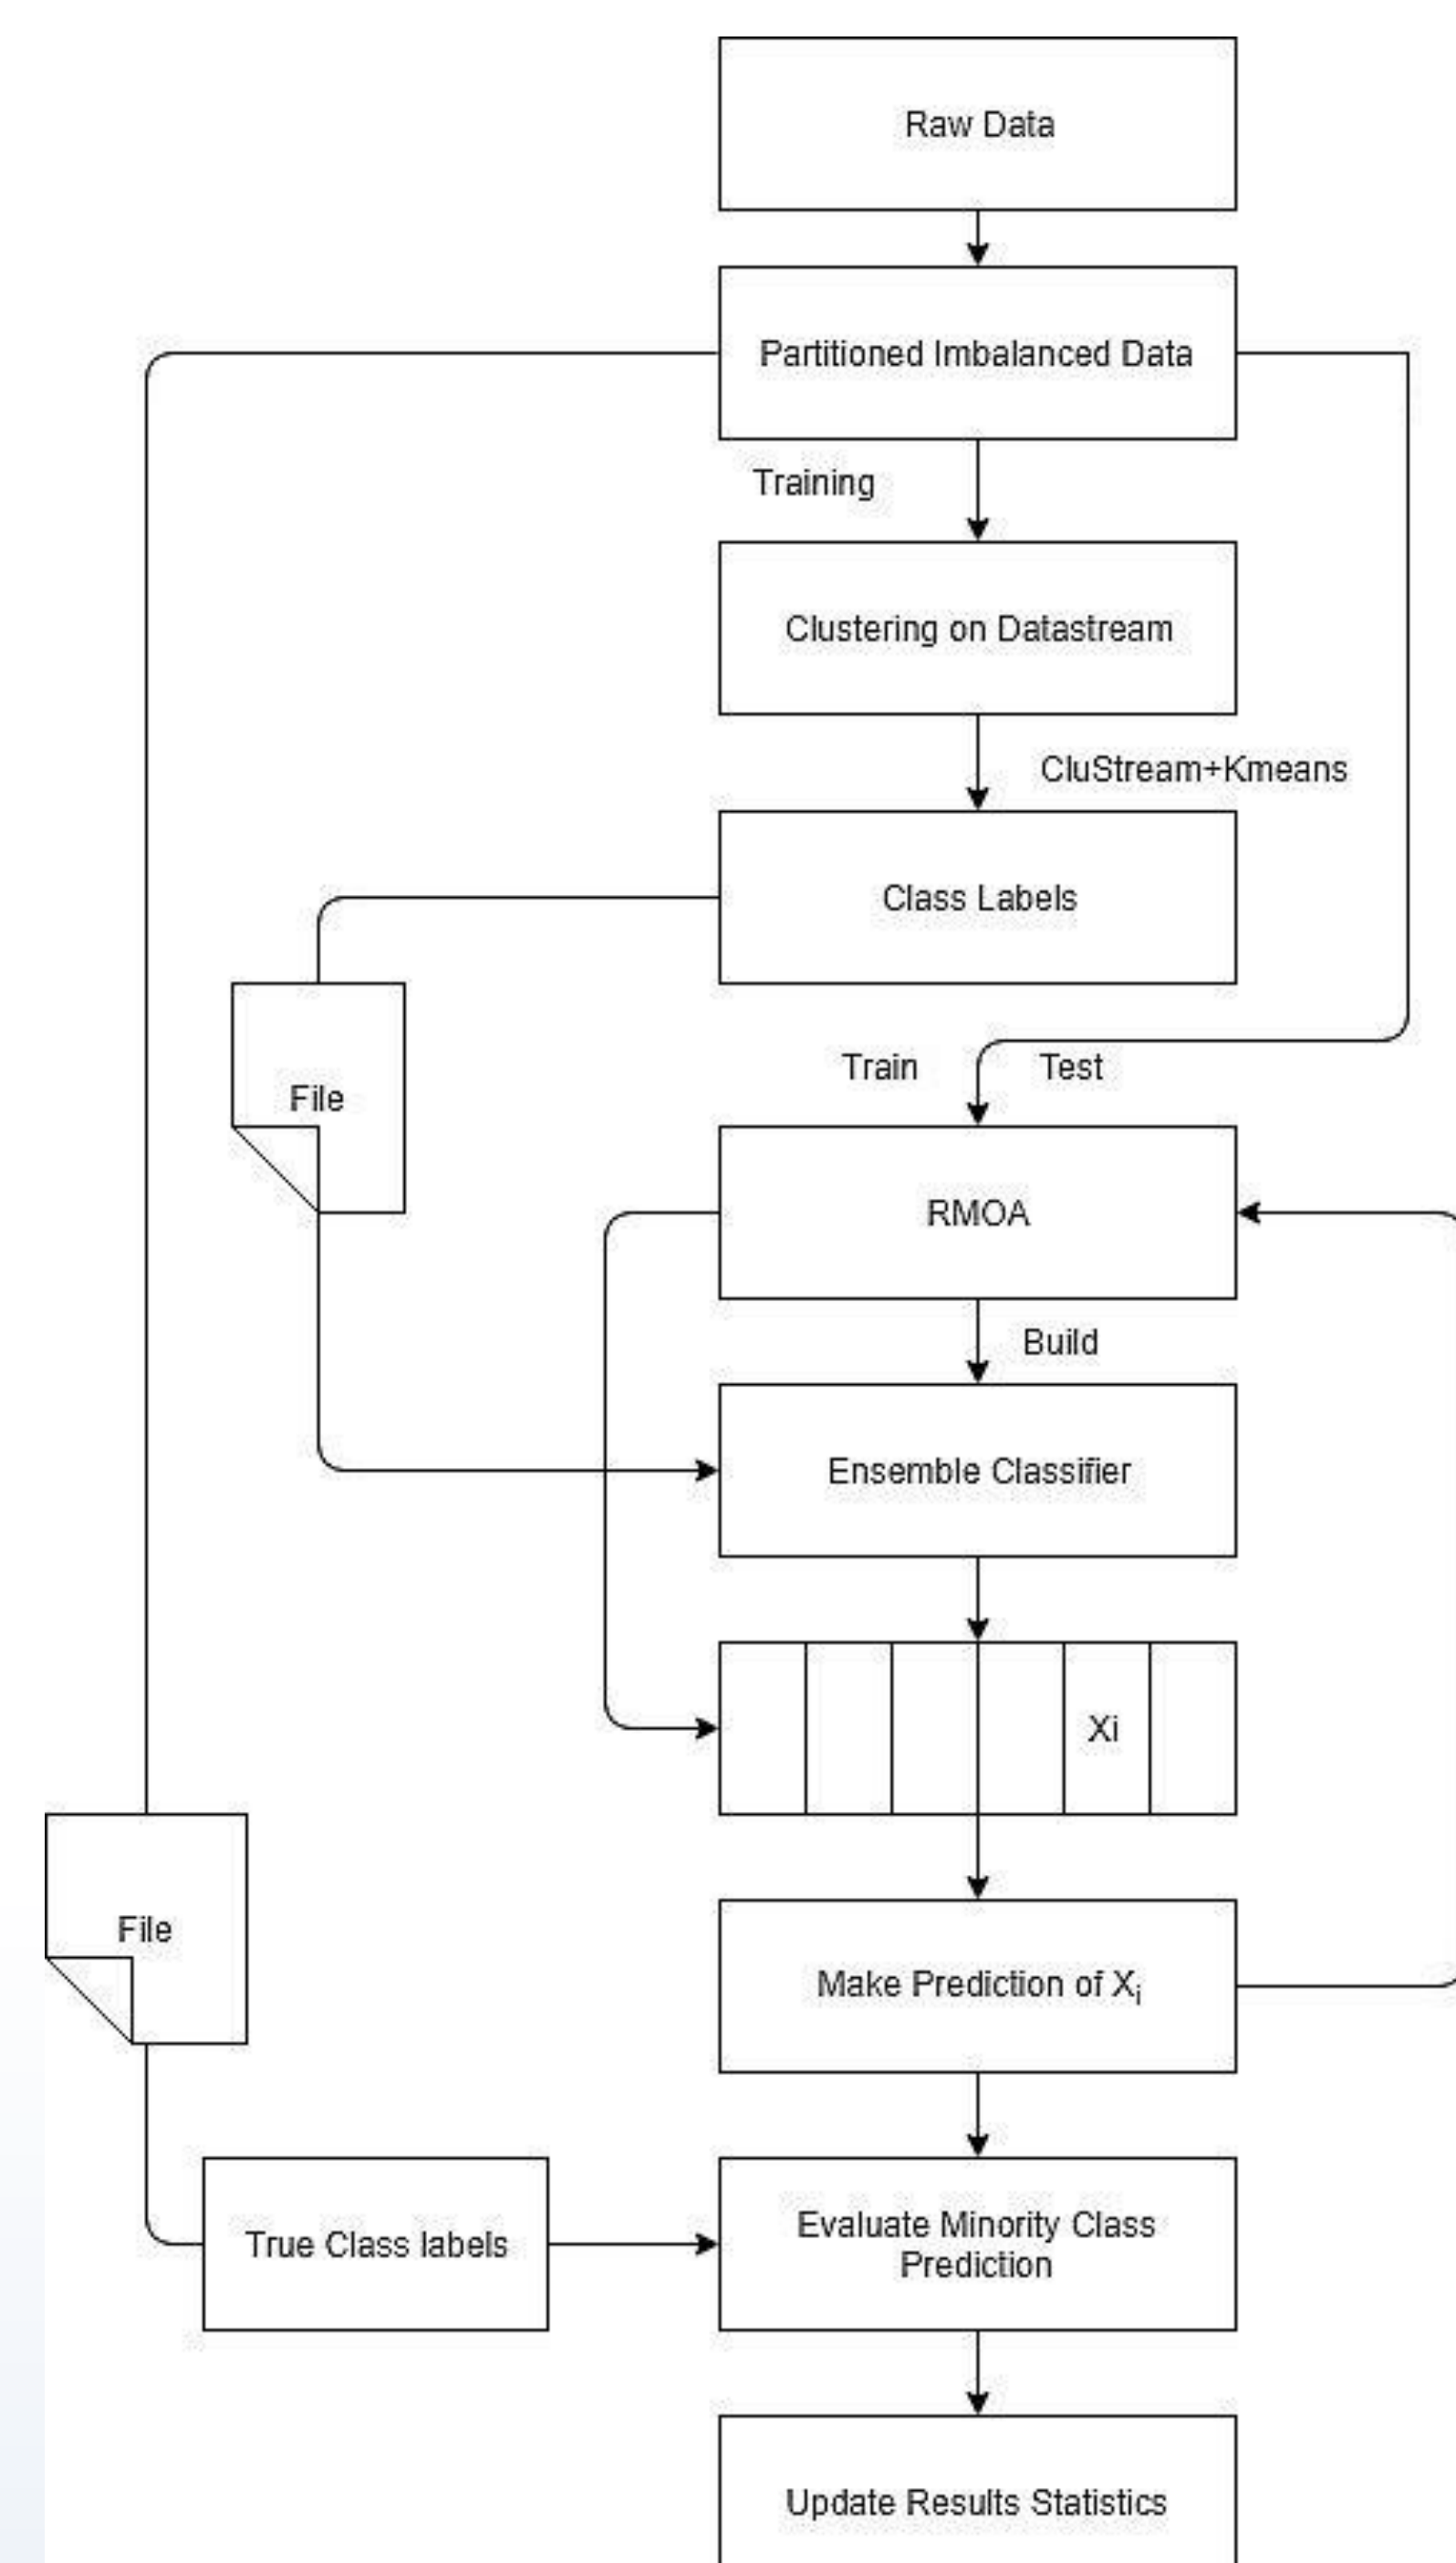 Raw Data
Partitioned Imbalanced Data
Training
Clustering on Datastream
CluStream+Kmeans
Class Labels
File
Train
Test
RMOA
Build
Ensemble Classifier
Xi
File
Make Prediction of Xi
True Class labels
Evaluate Minority Class
Prediction
Update Results Statistics